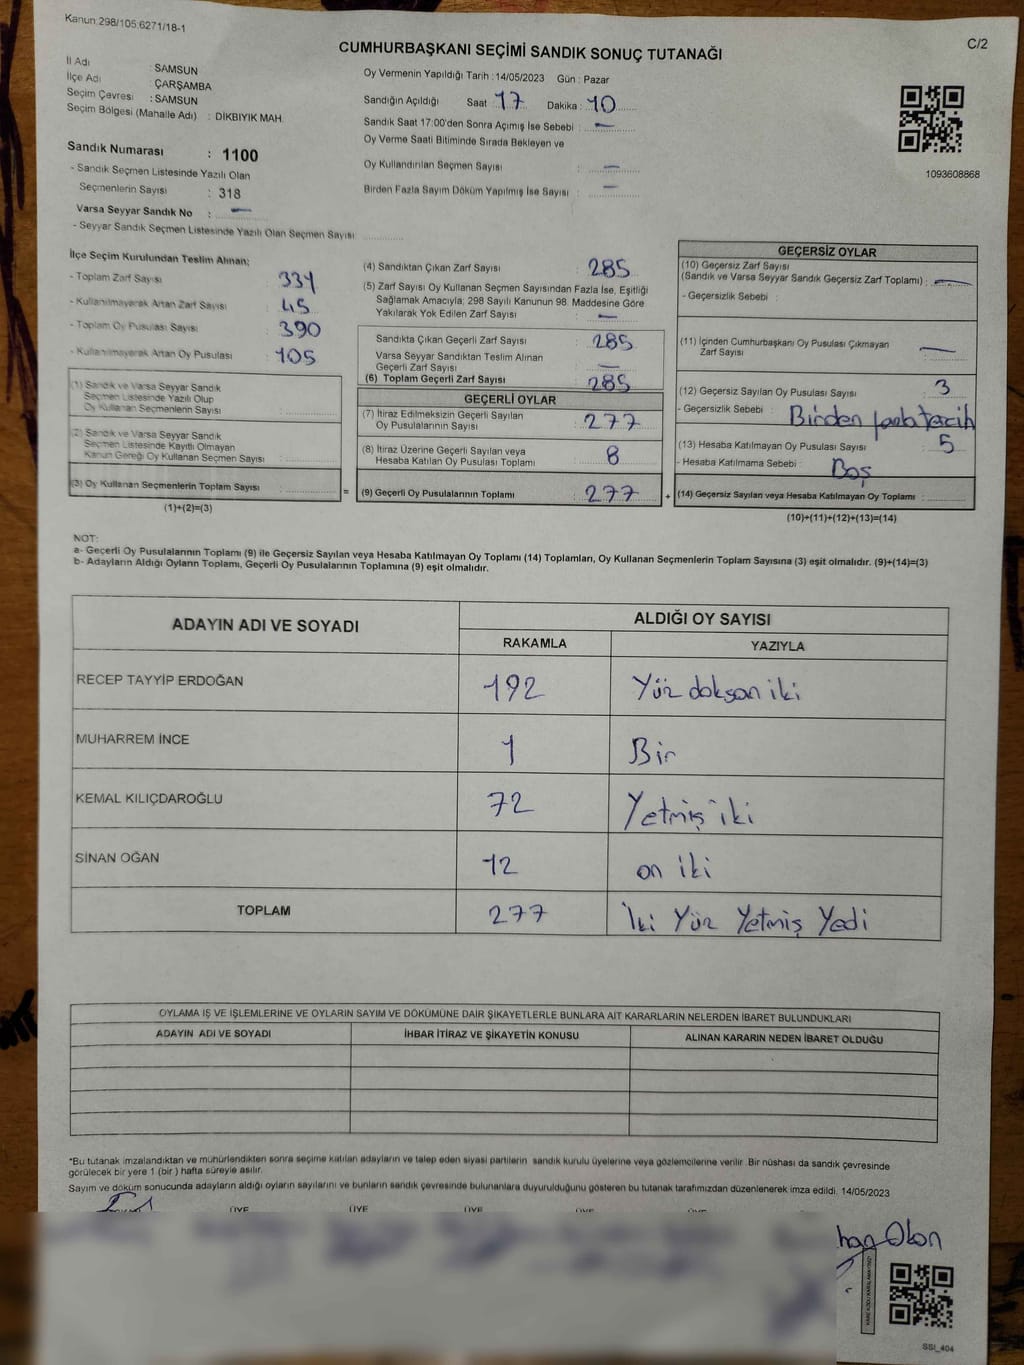 Kanun:298/105;6271/18-1
C/2
CUMHURBAŞKANI SEÇİMİ SANDIK SONUÇ TUTANAĞI
İl Adı : SAMSUN
İlçe Adı : ÇARŞAMBA
Seçim Çevresi : SAMSUN
Seçim Bölgesi (Mahalle Adı) : DİKBIYIK MAH.
Sandık Numarası : 1100
- Sandık Seçmen Listesinde Yazılı Olan
Seçmenlerin Sayısı : 318
Varsa Seyyar Sandık No : –
- Seyyar Sandık Seçmen Listesinde Yazılı Olan Seçmen Sayısı
Oy Vermenin Yapıldığı Tarih :14/05/2023 Gün : Pazar
Sandığın Açıldığı Saat 17 Dakika : 10
Sandık Saat 17:00'den Sonra Açımış İse Sebebi : –
Oy Verme Saati Bitiminde Sırada Bekleyen ve
Oy Kullandırılan Seçmen Sayısı : –
Birden Fazla Sayım Döküm Yapılmış İse Sayısı : –
1093608868
İlçe Seçim Kurulundan Teslim Alınan;
- Toplam Zarf Sayısı : 331
- Kullanılmayarak Artan Zarf Sayısı : 45
- Toplam Oy Pusulası Sayısı : 390
- Kullanılmayarak Artan Oy Pusulası : 105
(1) Sandık ve Varsa Seyyar Sandık
Seçmen Listesinde Yazılı Olup
Oy Kullanan Seçmenlerin Sayısı :
(2) Sandık ve Varsa Seyyar Sandık
Seçmen Listesinde Kayıtlı Olmayan
Kanun Gereği Oy Kullanan Seçmen Sayısı :
(3) Oy Kullanan Seçmenlerin Toplam Sayısı : =
(1)+(2)=(3)
(4) Sandıktan Çıkan Zarf Sayısı : 285
(5) Zarf Sayısı Oy Kullanan Seçmen Sayısından Fazla İse, Eşitliği
Sağlamak Amacıyla; 298 Sayılı Kanunun 98. Maddesine Göre
Yakılarak Yok Edilen Zarf Sayısı : –
Sandıkta Çıkan Geçerli Zarf Sayısı : 285
Varsa Seyyar Sandıktan Teslim Alınan
Geçerli Zarf Sayısı : –
(6) Toplam Geçerli Zarf Sayısı : 285
GEÇERLİ OYLAR
(7) İtiraz Edilmeksizin Geçerli Sayılan
Oy Pusulalarının Sayısı : 277
(8) İtiraz Üzerine Geçerli Sayılan veya
Hesaba Katılan Oy Pusulası Toplamı : 8
(9) Geçerli Oy Pusulalarının Toplamı : 277 +
GEÇERSİZ OYLAR
(10) Geçersiz Zarf Sayısı
(Sandık ve Varsa Seyyar Sandık Geçersiz Zarf Toplamı) : –
- Geçersizlik Sebebi :
(11) İçinden Cumhurbaşkanı Oy Pusulası Çıkmayan
Zarf Sayısı : –
(12) Geçersiz Sayılan Oy Pusulası Sayısı : 3
- Geçersizlik Sebebi : Birden fazla tercih
(13) Hesaba Katılmayan Oy Pusulası Sayısı : 5
- Hesaba Katılmama Sebebi : Boş
(14) Geçersiz Sayılan veya Hesaba Katılmayan Oy Toplamı :
(10)+(11)+(12)+(13)=(14)
NOT:
a- Geçerli Oy Pusulalarının Toplamı (9) ile Geçersiz Sayılan veya Hesaba Katılmayan Oy Toplamı (14) Toplamları, Oy Kullanan Seçmenlerin Toplam Sayısına (3) eşit olmalıdır. (9)+(14)=(3)
b- Adayların Aldığı Oyların Toplamı, Geçerli Oy Pusulalarının Toplamına (9) eşit olmalıdır.
ADAYIN ADI VE SOYADI
ALDIĞI OY SAYISI
RAKAMLA YAZIYLA
RECEP TAYYİP ERDOĞAN 192 Yüz doksan iki
MUHARREM İNCE 1 Bir
KEMAL KILIÇDAROĞLU 72 Yetmiş iki
SİNAN OĞAN 12 on iki
TOPLAM 277 İki Yüz Yetmiş Yedi
OYLAMA İŞ VE İŞLEMLERİNE VE OYLARIN SAYIM VE DÖKÜMÜNE DAİR ŞİKAYETLERLE BUNLARA AİT KARARLARIN NELERDEN İBARET BULUNDUKLARI
ADAYIN ADI VE SOYADI İHBAR İTİRAZ VE ŞİKAYETİN KONUSU ALINAN KARARIN NEDEN İBARET OLDUĞU
*Bu tutanak imzalandıktan ve mühürlendikten sonra seçime katılan adayların ve talep eden siyasi partilerin sandık kurulu üyelerine veya gözlemcilerine verilir. Bir nüshası da sandık çevresinde
görülecek bir yere 1 (bir) hafta süreyle asılır.
Sayım ve döküm sonucunda adayların aldığı oyların sayılarını ve bunların sandık çevresinde bulunanlara duyurulduğunu gösteren bu tutanak tarafımızdan düzenlenerek imza edildi. 14/05/2023
ÜYE ÜYE ÜYE ÜYE ÜYE
SSI_404